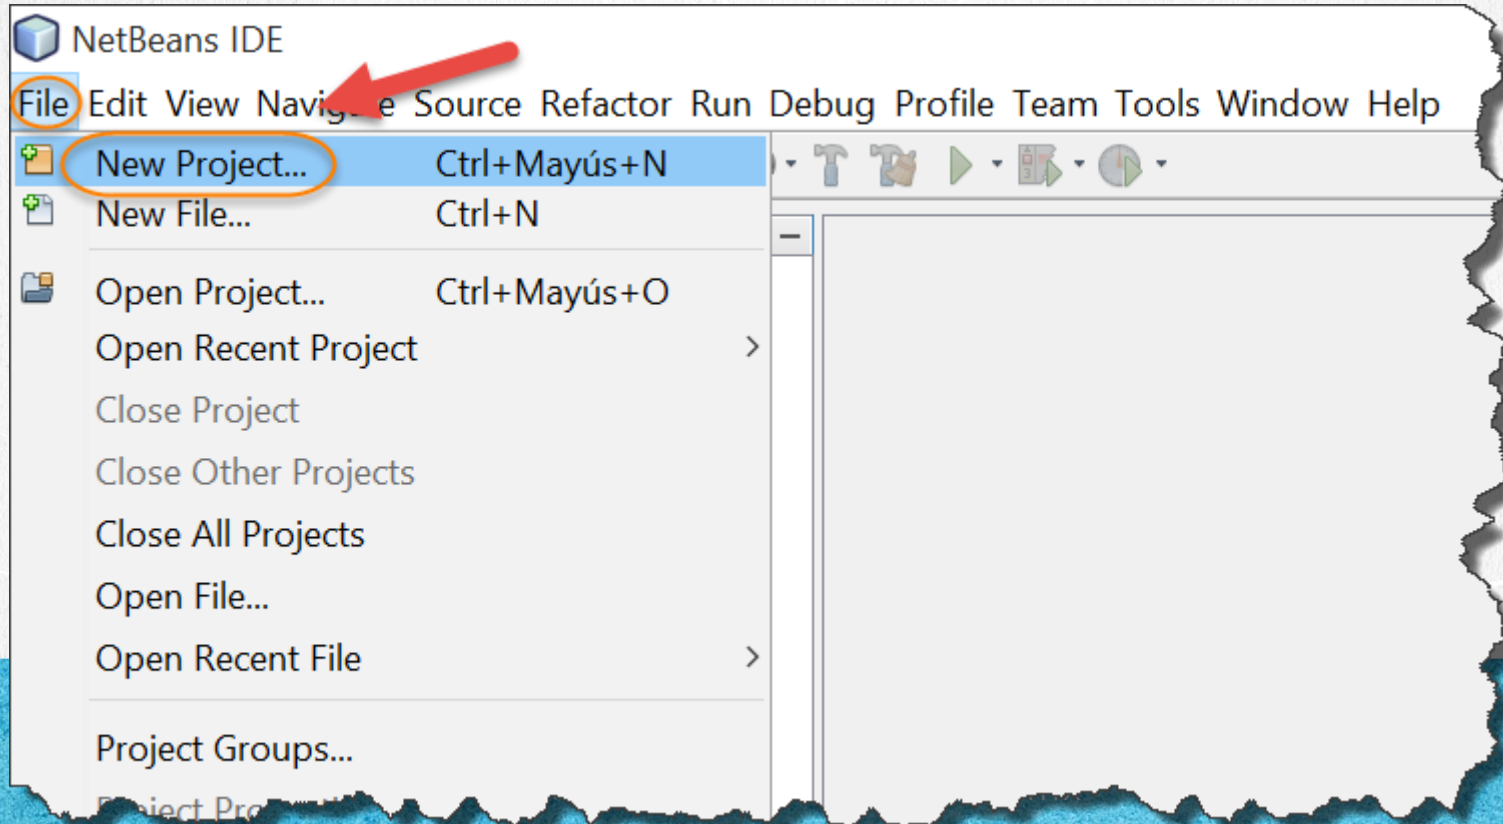 NetBeans IDE
File Edit View Source Refactor Run Debug Profile Team Tools Window Help
New Project... Ctrl+Mayús+N
New File... Ctrl+N
Open Project... Ctrl+Mayús+O
Open Recent Project
Close Project
Close Other Projects
Close All Projects
Open File...
Open Recent File
Project Groups...